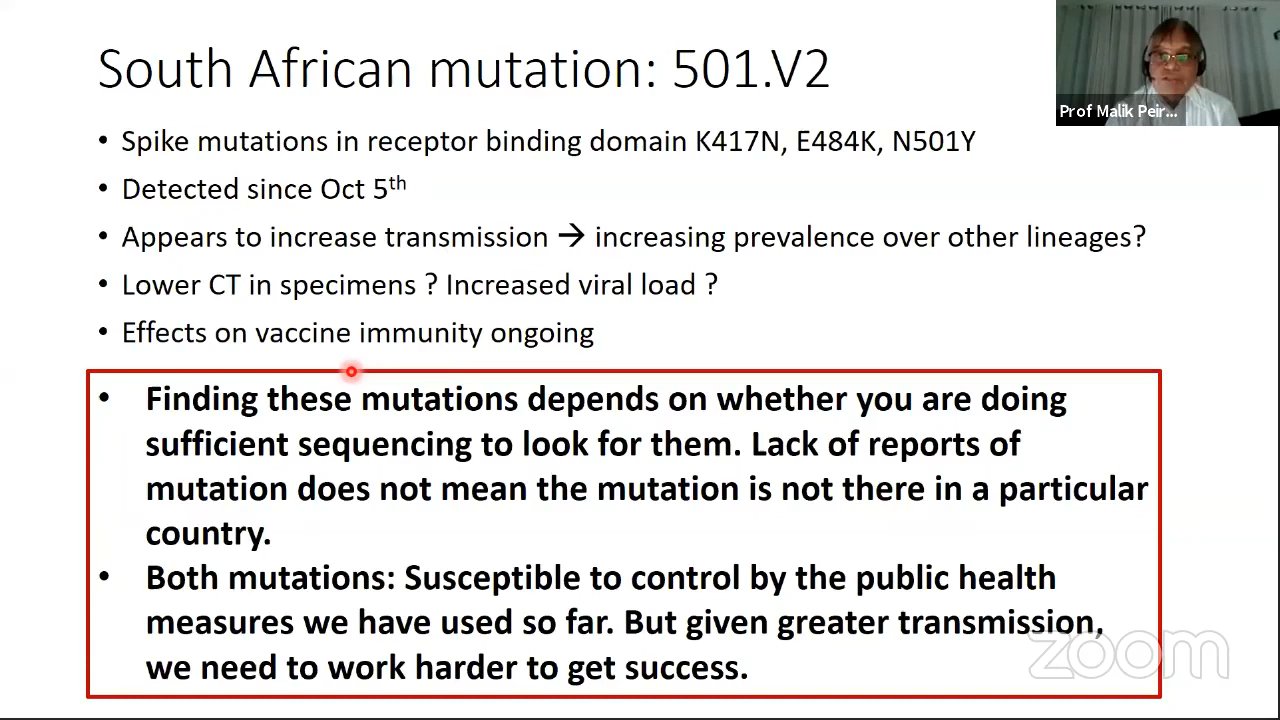 South African mutation: 501.V2
Prof Malik Peir...
• Spike mutations in receptor binding domain K417N, E484K, N501Y
• Detected since Oct 5th
• Appears to increase transmission → increasing prevalence over other lineages?
• Lower CT in specimens ? Increased viral load ?
• Effects on vaccine immunity ongoing
• Finding these mutations depends on whether you are doing
sufficient sequencing to look for them. Lack of reports of
mutation does not mean the mutation is not there in a particular
country.
• Both mutations: Susceptible to control by the public health
measures we have used so far. But given greater transmission,
we need to work harder to get success.
zoom